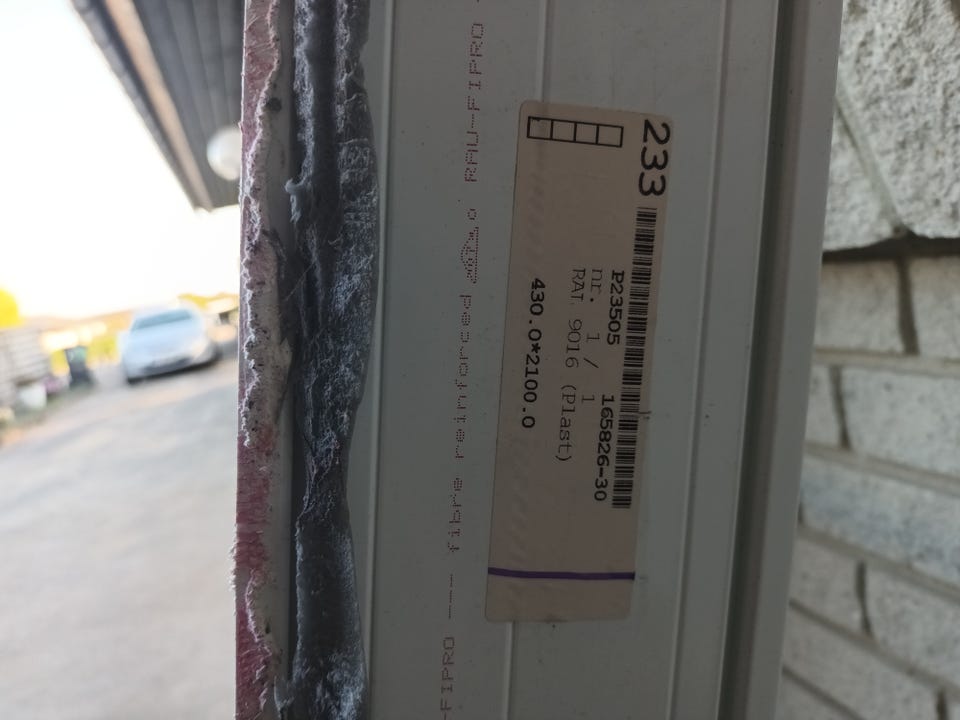 233
P23505 165826-30
nr. 1 / 1
RAL 9016 (Plast)
430.0*2100.0
FIPRO --- fibre reinforced RAU-FIPRO -